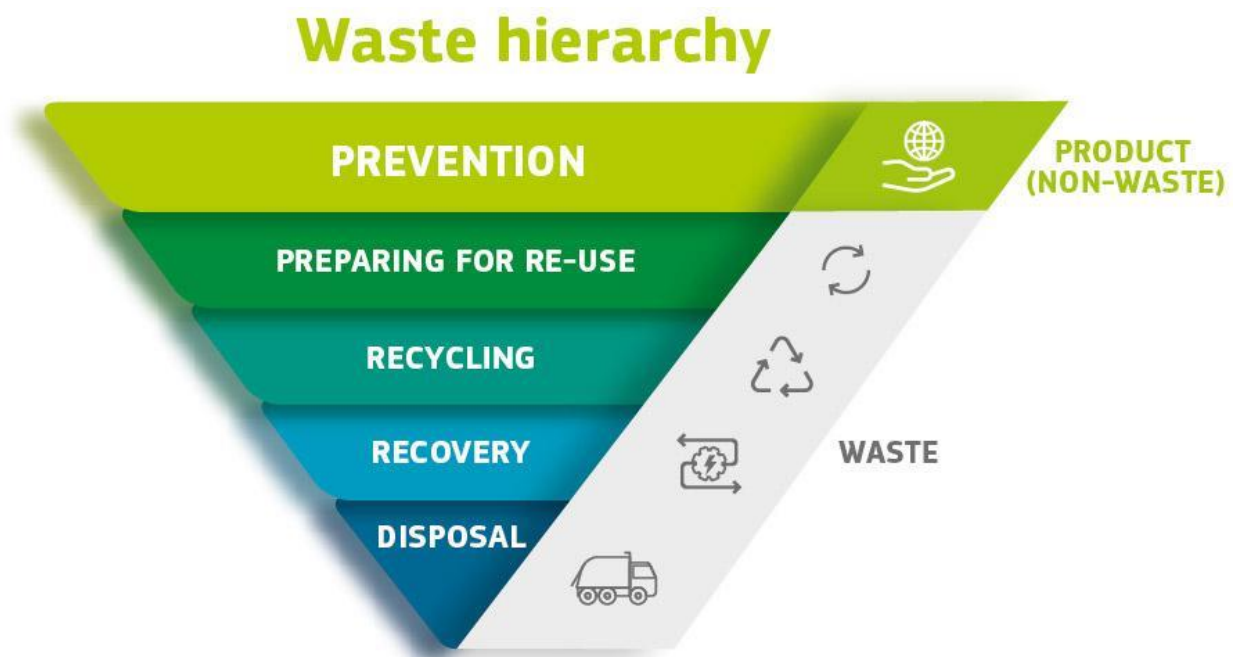 Waste hierarchy
PREVENTION
PRODUCT
(NON-WASTE)
PREPARING FOR RE-USE
RECYCLING
RECOVERY
WASTE
DISPOSAL